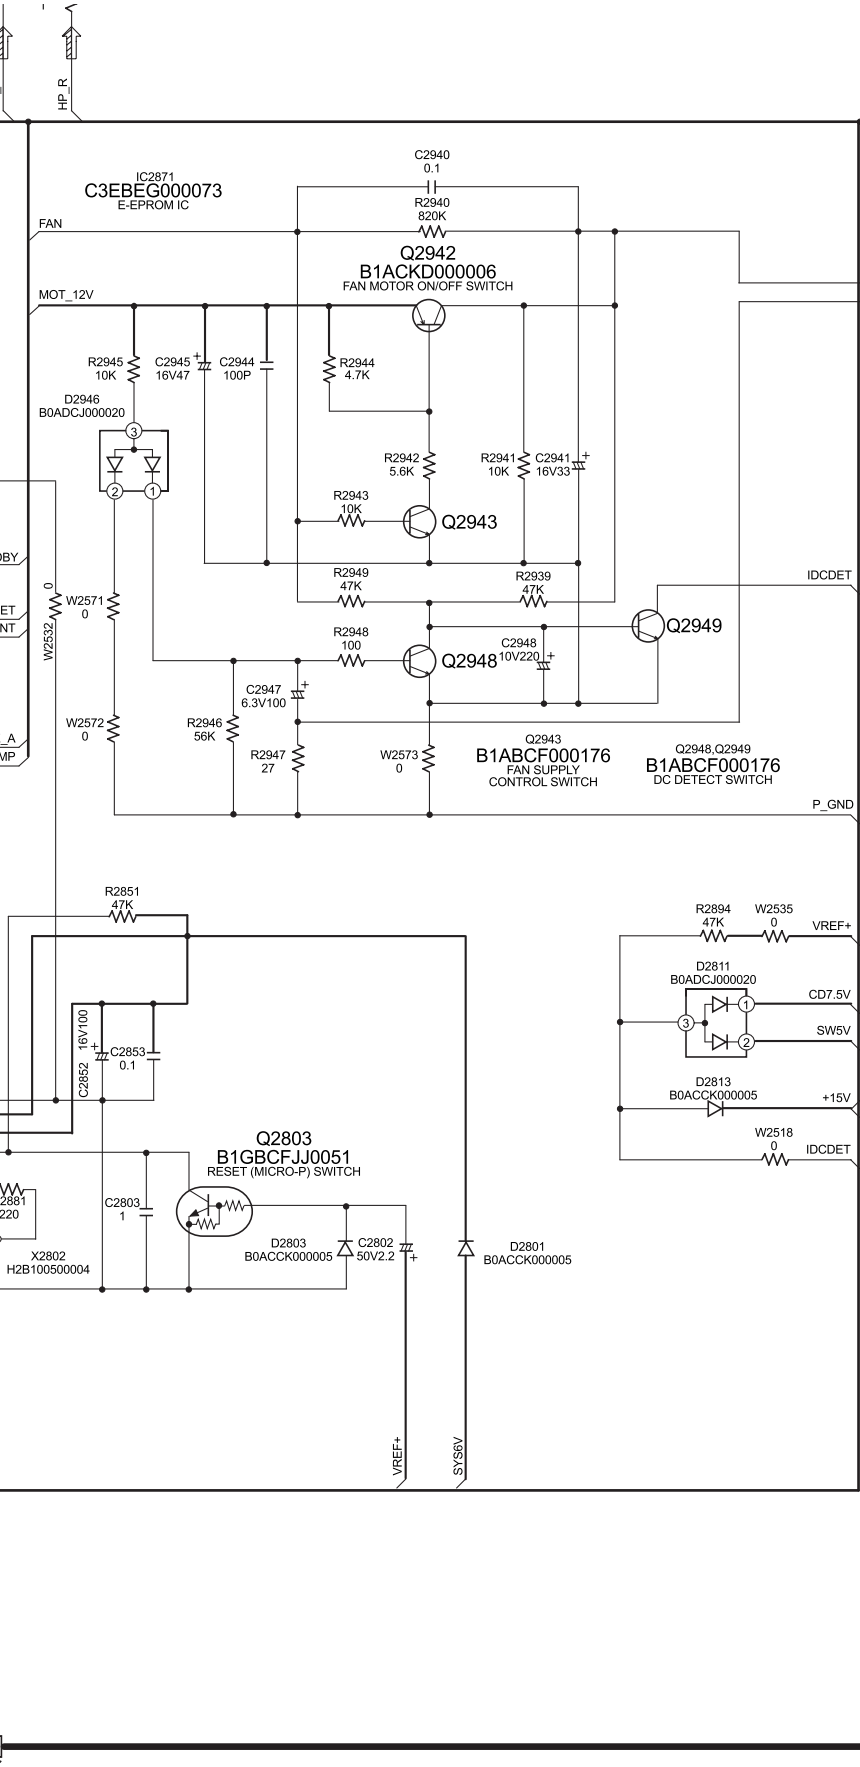 HP_R
IC2871
C3EBEG000073
E-EPROM IC
C2940
0.1
R2940
820K
FAN
Q2942
B1ACKD000006
FAN MOTOR ON/OFF SWITCH
MOT_12V
R2945
10K
C2945
16V47
+
C2944
100P
R2944
4.7K
D2946
B0ADCJ000020
3
2
1
R2942
5.6K
R2941
10K
C2941
16V33
+
R2943
10K
Q2943
DBY
ET
NT
_A
MP
W2532 0
W2571
0
R2949
47K
R2939
47K
IDCDET
Q2949
R2948
100
Q2948
C2948
10V220
+
C2947
6.3V100
+
W2572
0
R2946
56K
R2947
27
W2573
0
Q2943
B1ABCF000176
FAN SUPPLY
CONTROL SWITCH
Q2948,Q2949
B1ABCF000176
DC DETECT SWITCH
P_GND
R2851
47K
R2894
47K
W2535
0
VREF+
D2811
B0ADCJ000020
3
1
2
CD7.5V
SW5V
C2852 16V100
+
C2853
0.1
D2813
B0ACCK000005
+15V
W2518
0
IDCDET
Q2803
B1GBCFJJ0051
RESET (MICRO-P) SWITCH
2881
220
C2803
1
X2802
H2B100500004
D2803
B0ACCK000005
C2802
50V2.2
+
D2801
B0ACCK000005
VREF+
SYS6V